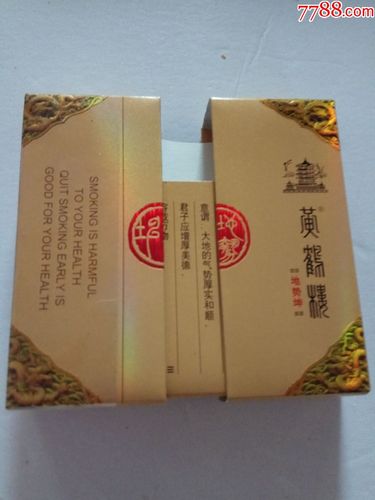 7788.com
SMOKING IS HARMFUL
TO YOUR HEALTH
QUIT SMOKING EARLY IS
GOOD FOR YOUR HEALTH
意谓：大地的气势厚实和顺，
君子应增厚美德，
黄鹤楼
地势坤